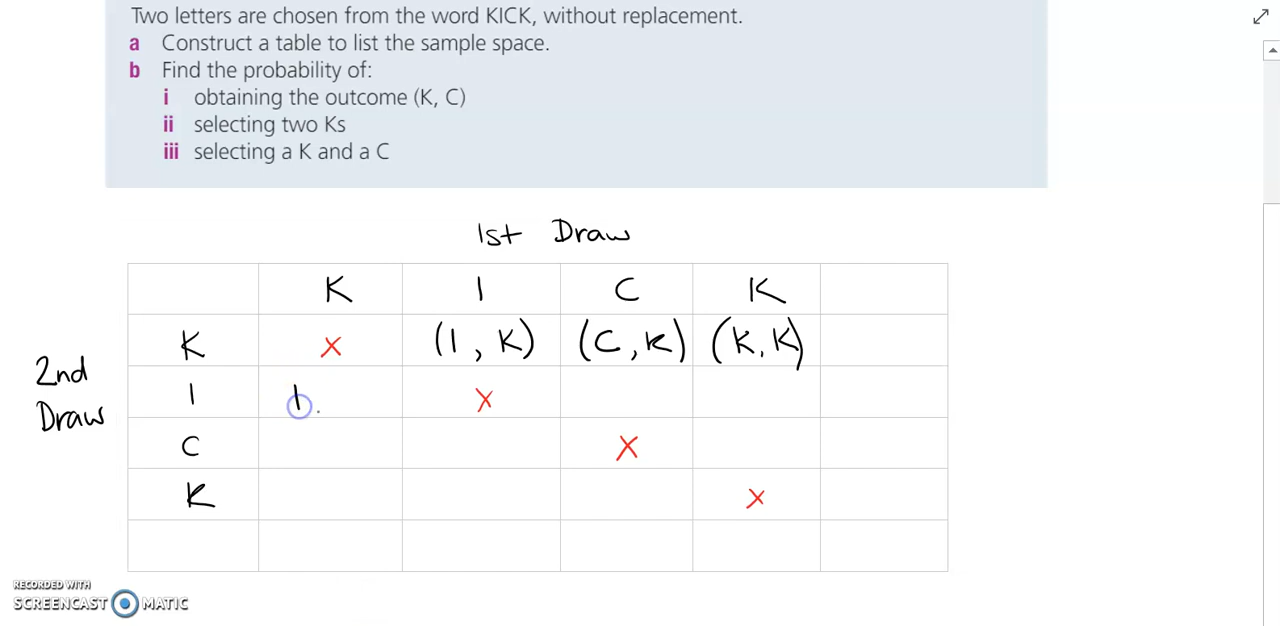 Two letters are chosen from the word KICK, without replacement.
a Construct a table to list the sample space.
b Find the probability of:
i obtaining the outcome (K, C)
ii selecting two Ks
iii selecting a K and a C
1st Draw
K I C K
K x (I, K) (C, K) (K, K)
2nd
Draw
I x
C x
K x
RECORDED WITH
SCREENCAST MATIC